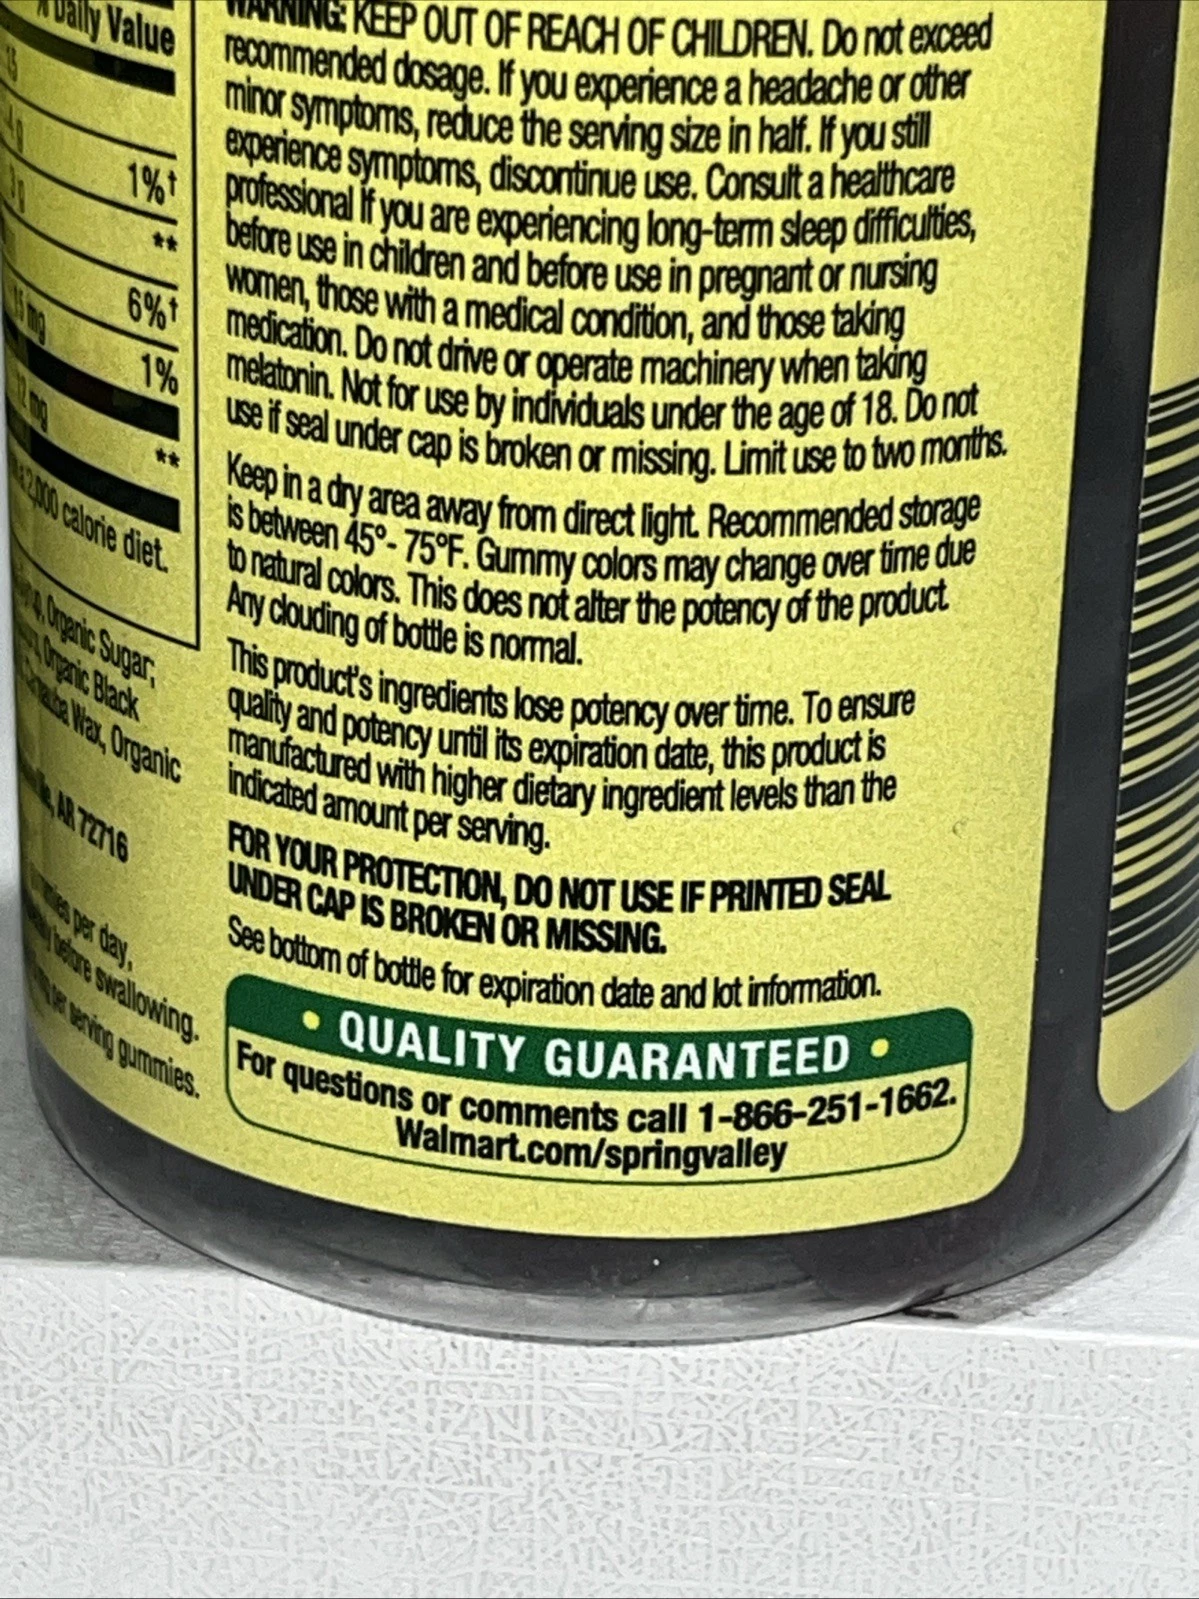 % Daily Value
15
1%†
**
6%†
15 mg
1%
12 mg
**
2,000 calorie diet.
Organic Sugar;
Organic Black
Carnauba Wax, Organic
AR 72716
per day,
before swallowing.
per serving gummies.
WARNING: KEEP OUT OF REACH OF CHILDREN. Do not exceed
recommended dosage. If you experience a headache or other
minor symptoms, reduce the serving size in half. If you still
experience symptoms, discontinue use. Consult a healthcare
professional If you are experiencing long-term sleep difficulties,
before use in children and before use in pregnant or nursing
women, those with a medical condition, and those taking
medication. Do not drive or operate machinery when taking
melatonin. Not for use by individuals under the age of 18. Do not
use if seal under cap is broken or missing. Limit use to two months.
Keep in a dry area away from direct light. Recommended storage
is between 45°- 75°F. Gummy colors may change over time due
to natural colors. This does not alter the potency of the product.
Any clouding of bottle is normal.
This product's ingredients lose potency over time. To ensure
quality and potency until its expiration date, this product is
manufactured with higher dietary ingredient levels than the
indicated amount per serving.
FOR YOUR PROTECTION, DO NOT USE IF PRINTED SEAL
UNDER CAP IS BROKEN OR MISSING.
See bottom of bottle for expiration date and lot information.
• QUALITY GUARANTEED •
For questions or comments call 1-866-251-1662.
Walmart.com/springvalley